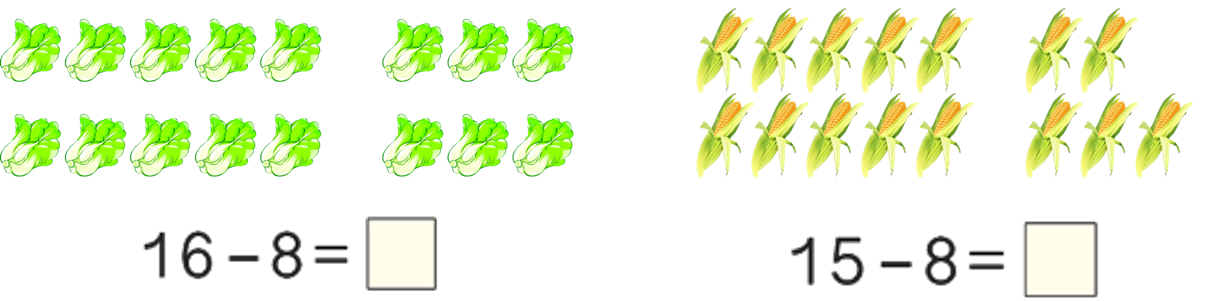 16 – 8 =
15 – 8 =